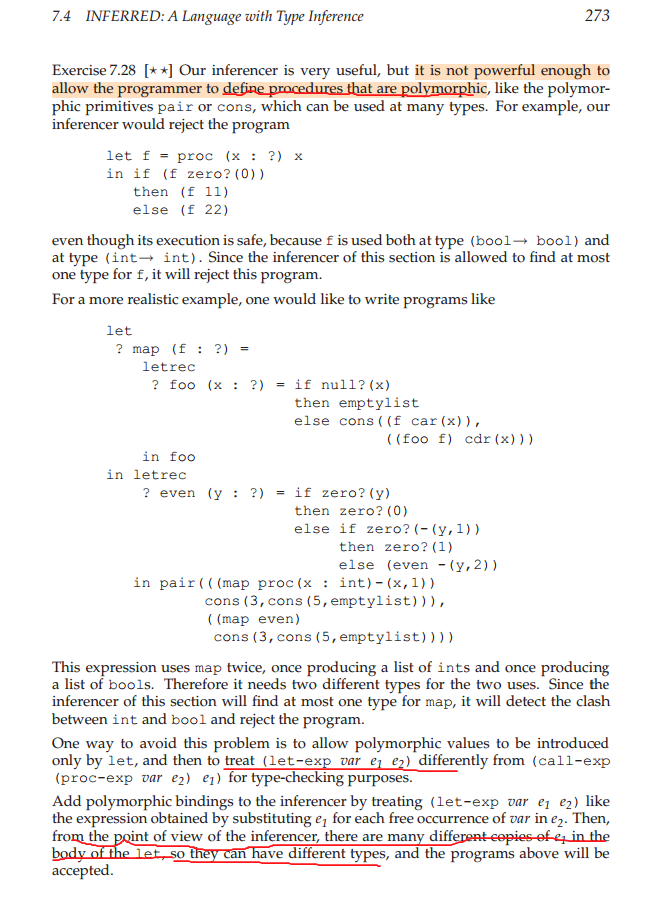 7.4 INFERRED: A Language with Type Inference 273
Exercise 7.28 [⋆⋆] Our inferencer is very useful, but it is not powerful enough to
allow the programmer to define procedures that are polymorphic, like the polymor-
phic primitives pair or cons, which can be used at many types. For example, our
inferencer would reject the program
let f = proc (x : ?) x
in if (f zero?(0))
then (f 11)
else (f 22)
even though its execution is safe, because f is used both at type (bool→ bool) and
at type (int→ int). Since the inferencer of this section is allowed to find at most
one type for f, it will reject this program.
For a more realistic example, one would like to write programs like
let
? map (f : ?) =
letrec
? foo (x : ?) = if null?(x)
then emptylist
else cons((f car(x)),
((foo f) cdr(x)))
in foo
in letrec
? even (y : ?) = if zero?(y)
then zero?(0)
else if zero?(-(y,1))
then zero?(1)
else (even -(y,2))
in pair(((map proc(x : int)-(x,1))
cons(3,cons(5,emptylist))),
((map even)
cons(3,cons(5,emptylist))))
This expression uses map twice, once producing a list of ints and once producing
a list of bools. Therefore it needs two different types for the two uses. Since the
inferencer of this section will find at most one type for map, it will detect the clash
between int and bool and reject the program.
One way to avoid this problem is to allow polymorphic values to be introduced
only by let, and then to treat (let-exp var e₁ e₂) differently from (call-exp
(proc-exp var e₂) e₁) for type-checking purposes.
Add polymorphic bindings to the inferencer by treating (let-exp var e₁ e₂) like
the expression obtained by substituting e₁ for each free occurrence of var in e₂. Then,
from the point of view of the inferencer, there are many different copies of e₁ in the
body of the let, so they can have different types, and the programs above will be
accepted.